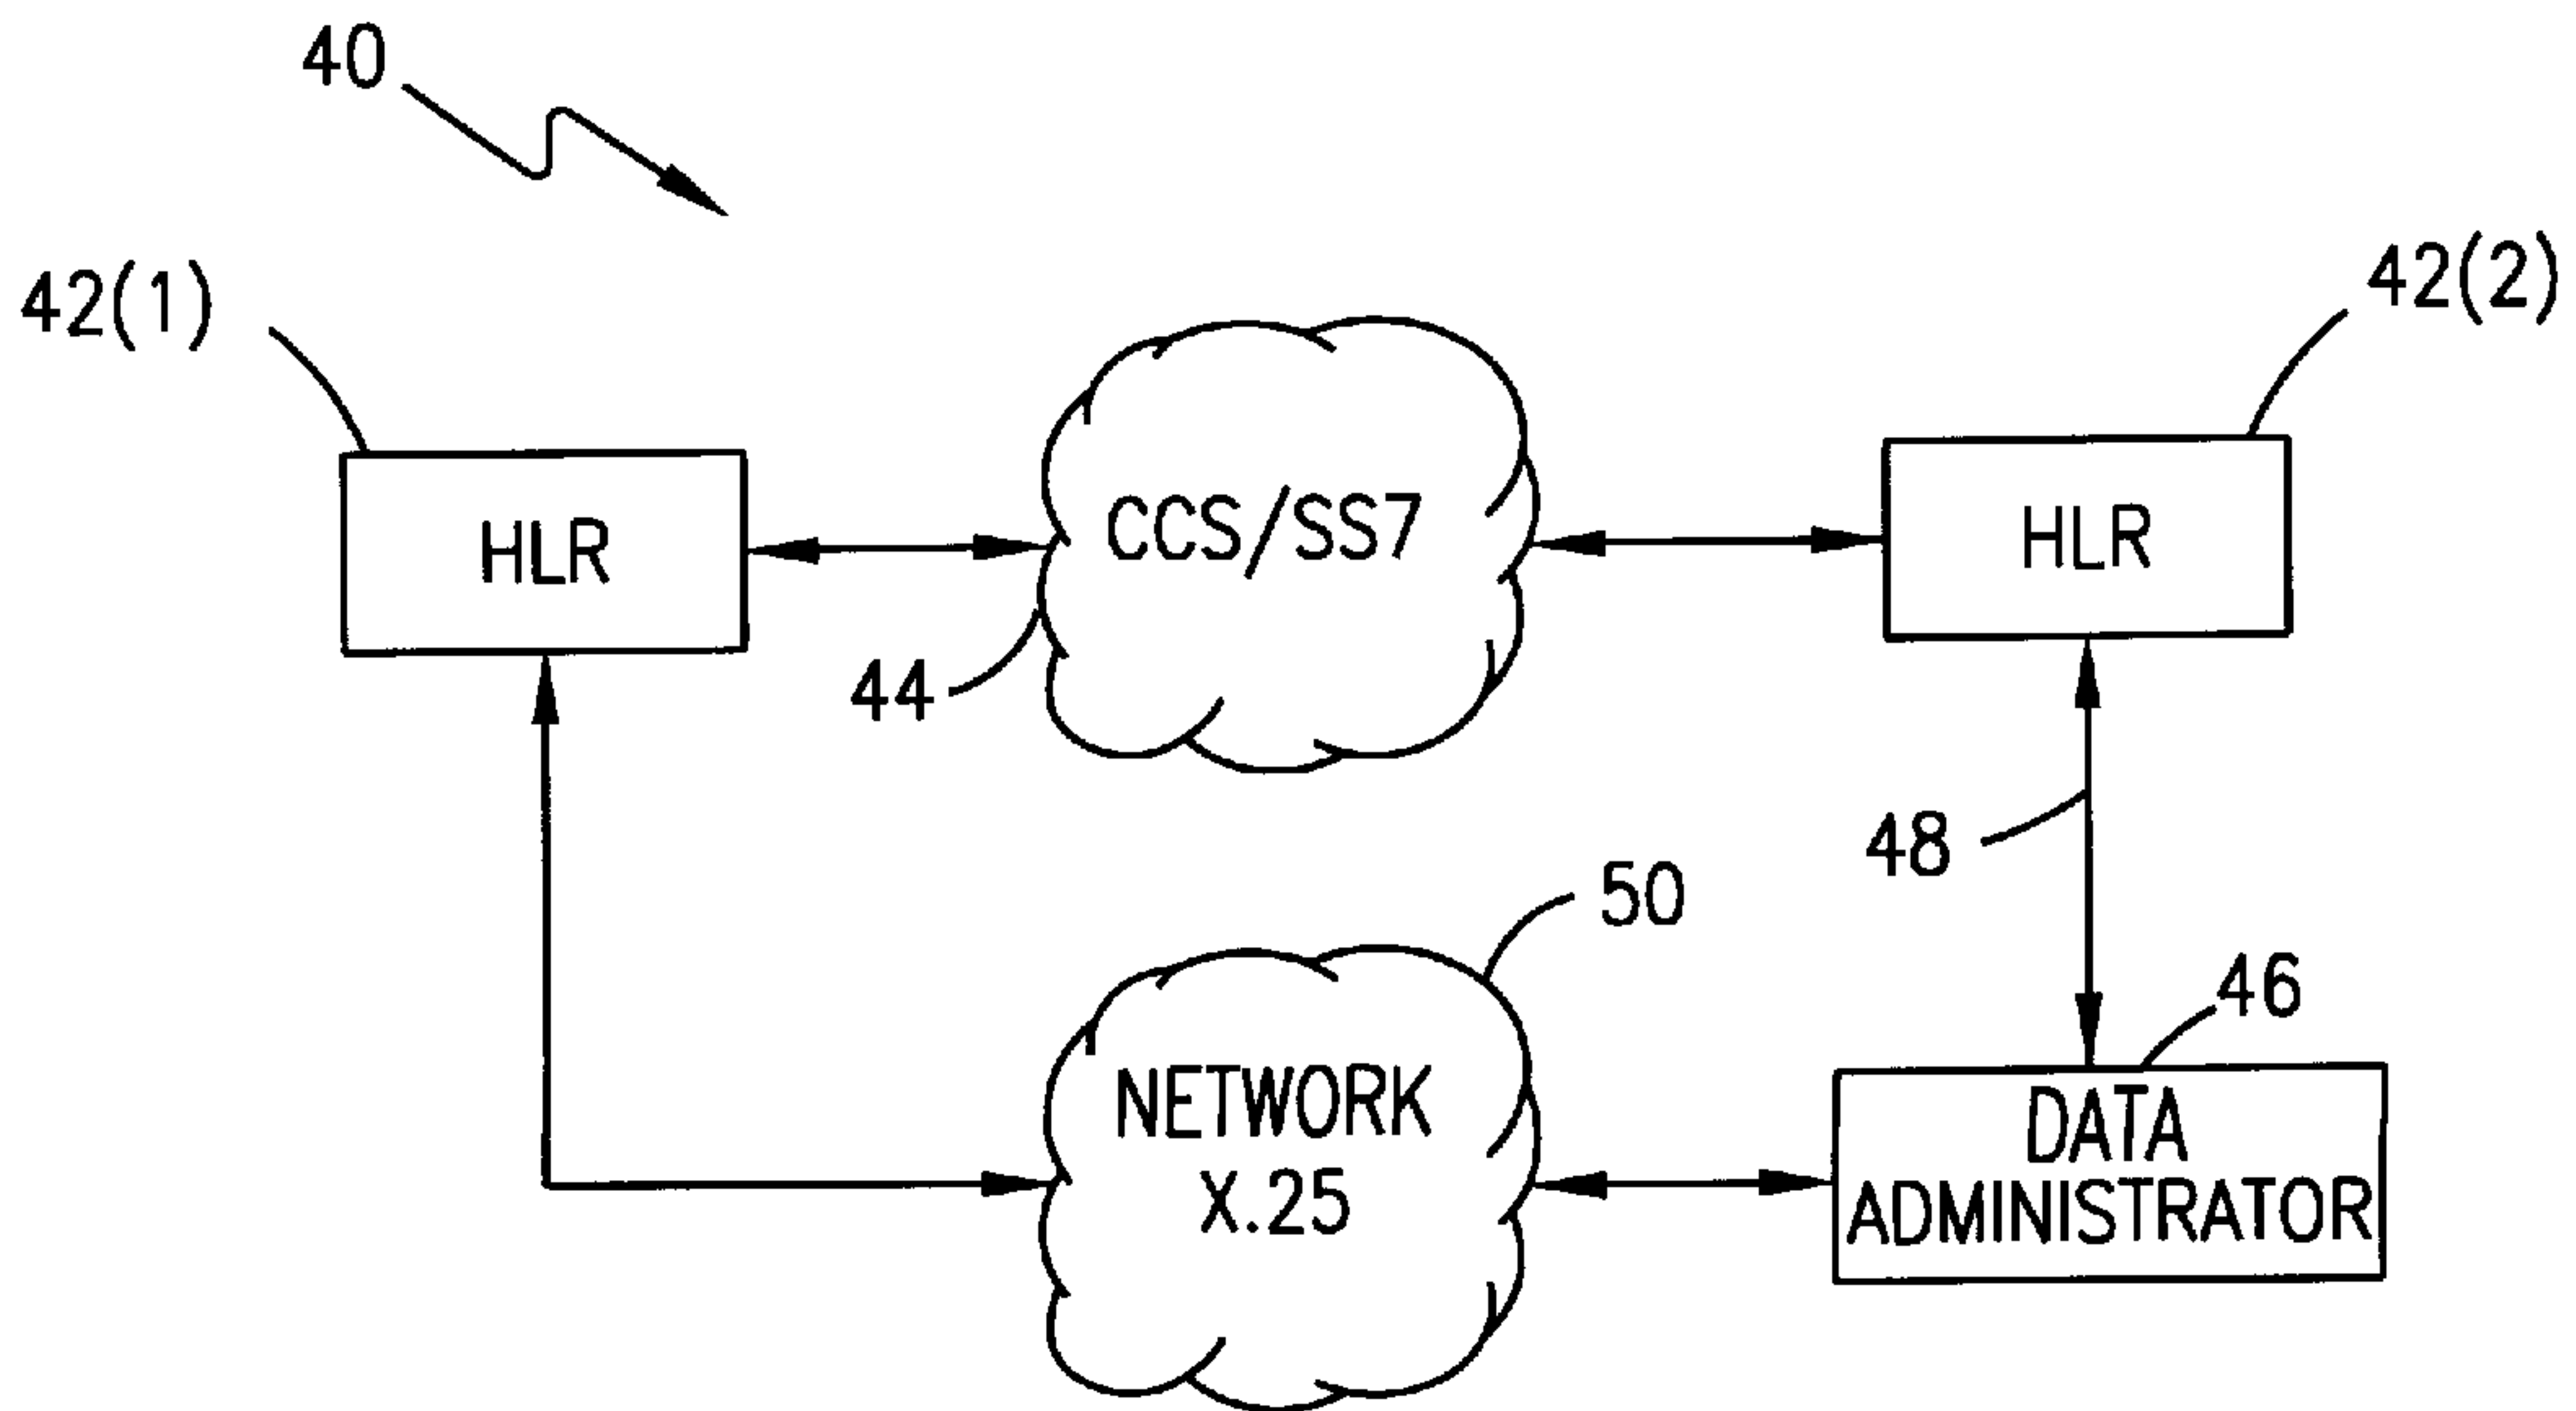 40
42(1)
42(2)
HLR
CCS/SS7
HLR
44
48
50
46
NETWORK
X.25
DATA
ADMINISTRATOR